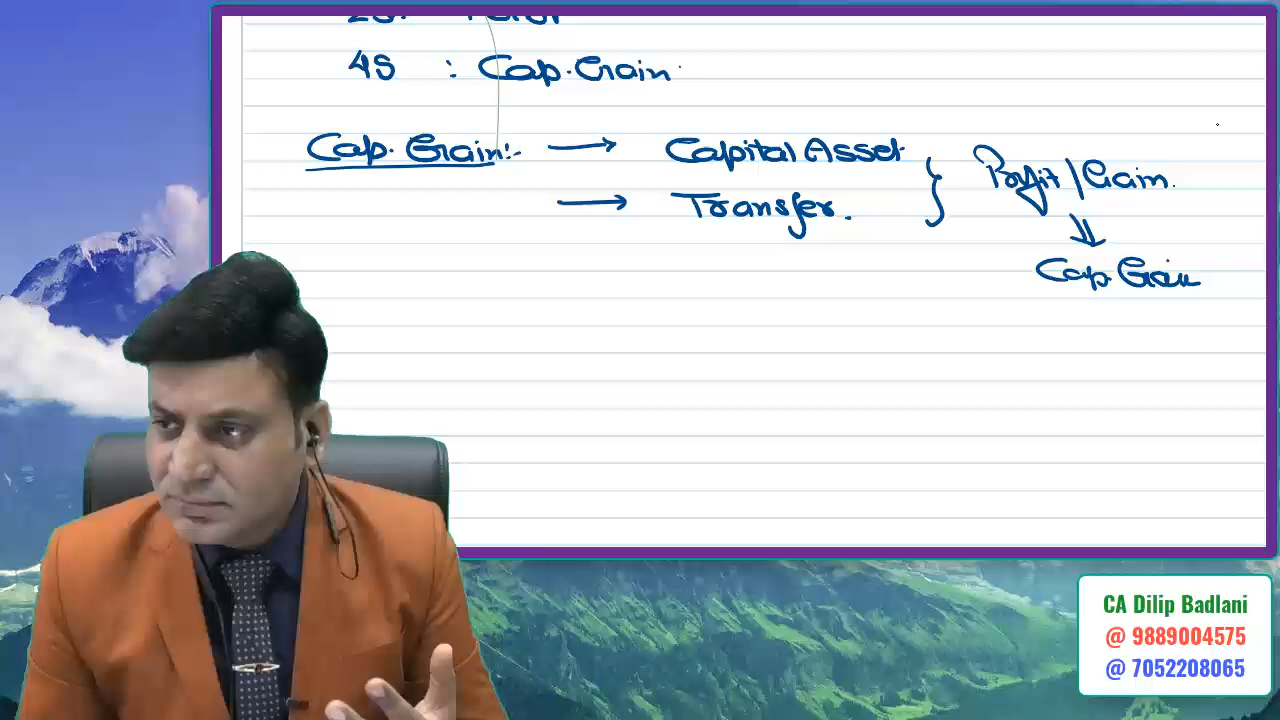 45 : Cap. Gain
Cap. Gain:- → Capital Asset } Profit/Gain.
→ Transfer.
⇓
Cap. Gain
CA Dilip Badlani
@ 9889004575
@ 7052208065